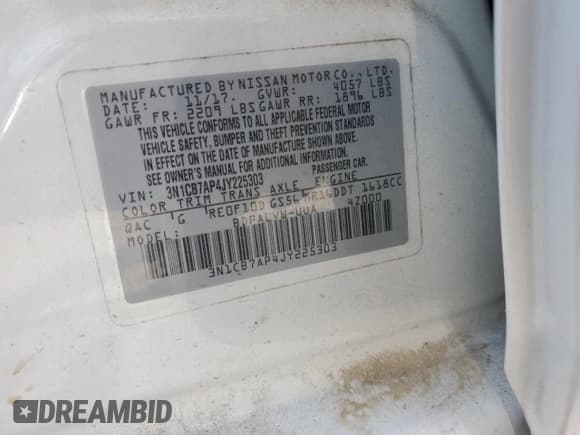 MANUFACTURED BY NISSAN MOTOR CO., LTD.
DATE: 11/17. GVWR: 4057 LBS
GAWR FR: 2209 LBS GAWR RR: 1896 LBS
THIS VEHICLE CONFORMS TO ALL APPLICABLE FEDERAL MOTOR
VEHICLE SAFETY, BUMPER AND THEFT PREVENTION STANDARDS
IN EFFECT ON THE DATE OF MANUFACTURE SHOWN ABOVE.
SEE OWNER'S MANUAL FOR ADDITIONAL INFORMATION.
VIN: 3N1CB7AP4JY225303 PASSENGER CAR.
COLOR TRIM TRANS AXLE ENGINE
QAC G RE0F10D GS56 MR16DDT 1618CC
MODEL: BDPALVW-UUA 4Z000
3N1CB7AP4JY225303
DREAMBID